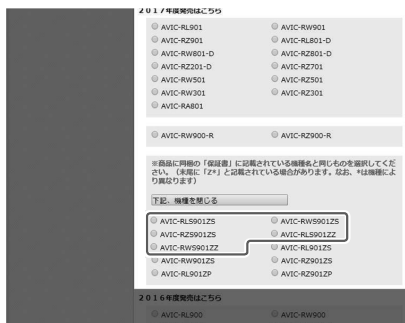 ２０１７年度発売はこちら
AVIC-RL901 AVIC-RW901
AVIC-RZ901 AVIC-RL801-D
AVIC-RW801-D AVIC-RZ801-D
AVIC-RZ201-D AVIC-RZ701
AVIC-RW501 AVIC-RZ501
AVIC-RW301 AVIC-RZ301
AVIC-RA801
AVIC-RW900-R AVIC-RZ900-R
※商品に同梱の「保証書」に記載されている機種名と同じものを選択してくだ
さい。（末尾に「Z*」と記載されている場合があります。なお、*は機種によ
り異なります）
下記、機種を閉じる
AVIC-RLS901ZS AVIC-RWS901ZS
AVIC-RZS901ZS AVIC-RLS901ZZ
AVIC-RWS901ZZ AVIC-RL901ZS
AVIC-RW901ZS AVIC-RZ901ZS
AVIC-RL901ZP AVIC-RZ901ZP
２０１６年度発売はこちら
AVIC-RL900 AVIC-RW900